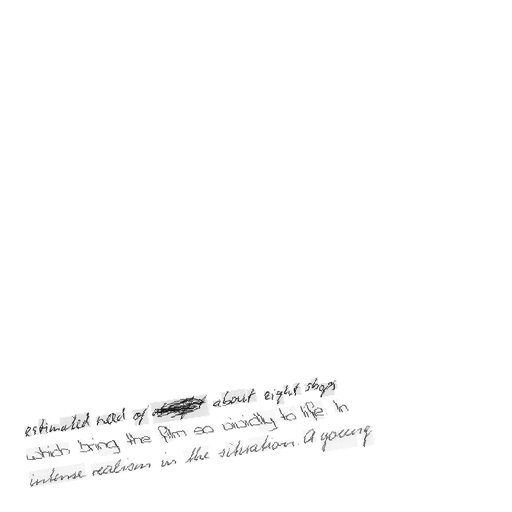 estimated need of about eight shops
which bring the film so vividly to life. In
intense realism in the situation. A young